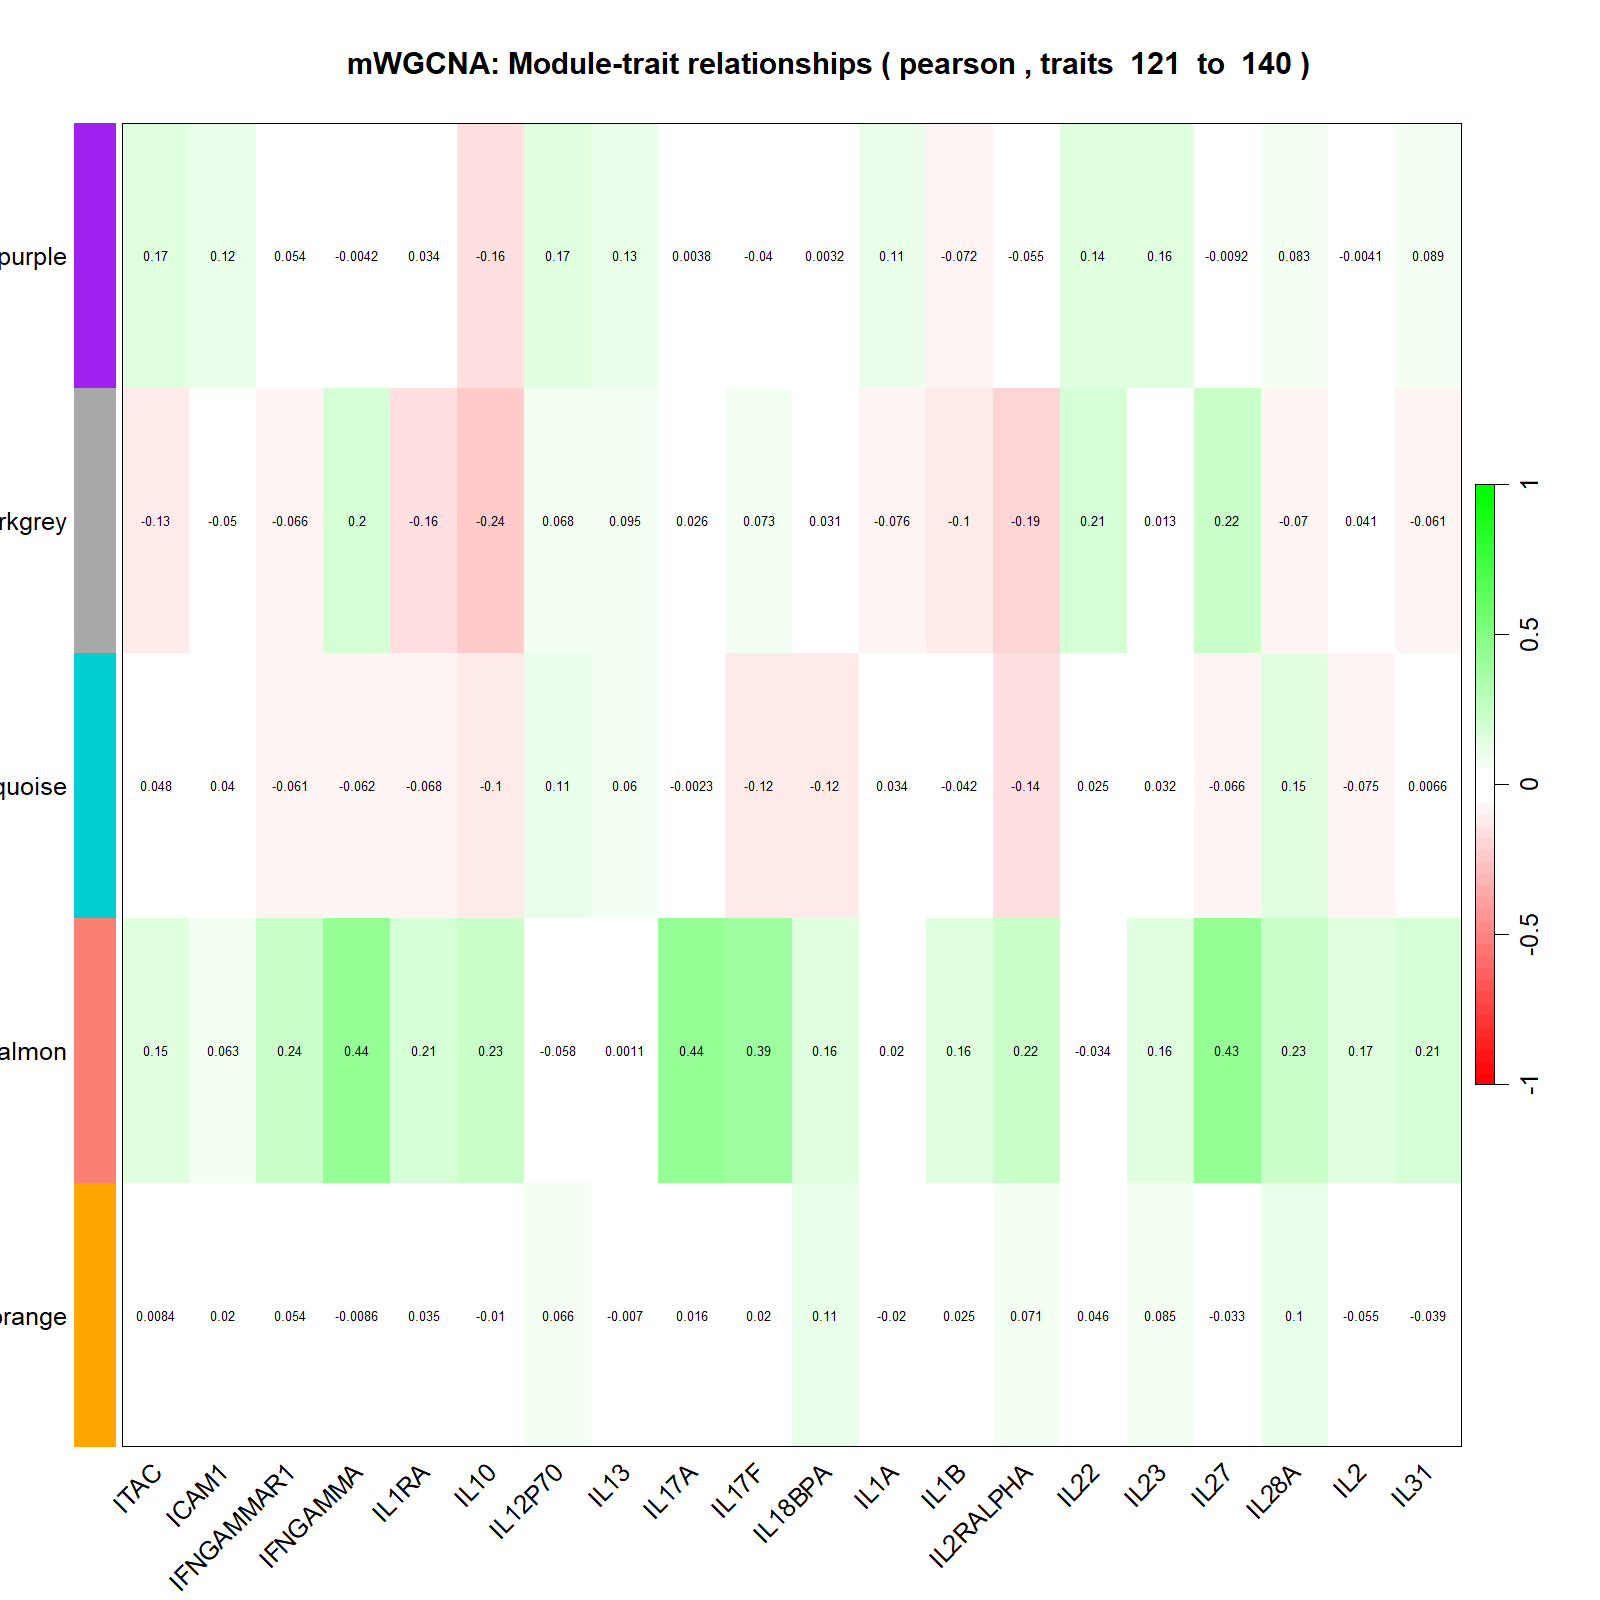 mWGCNA: Module-trait relationships ( pearson , traits 121 to 140 )
purple 0.17 0.12 0.054 -0.0042 0.034 -0.16 0.17 0.13 0.0038 -0.04 0.0032 0.11 -0.072 -0.055 0.14 0.16 -0.0092 0.083 -0.0041 0.089
rkgrey -0.13 -0.05 -0.066 0.2 -0.16 -0.24 0.068 0.095 0.026 0.073 0.031 -0.076 -0.1 -0.19 0.21 0.013 0.22 -0.07 0.041 -0.061
quoise 0.048 0.04 -0.061 -0.062 -0.068 -0.1 0.11 0.06 -0.0023 -0.12 -0.12 0.034 -0.042 -0.14 0.025 0.032 -0.066 0.15 -0.075 0.0066
almon 0.15 0.063 0.24 0.44 0.21 0.23 -0.058 0.0011 0.44 0.39 0.16 0.02 0.16 0.22 -0.034 0.16 0.43 0.23 0.17 0.21
orange 0.0084 0.02 0.054 -0.0086 0.035 -0.01 0.066 -0.007 0.016 0.02 0.11 -0.02 0.025 0.071 0.046 0.085 -0.033 0.1 -0.055 -0.039
ITAC
ICAM1
IFNGAMMAR1
IFNGAMMA
IL1RA
IL10
IL12P70
IL13
IL17A
IL17F
IL18BPA
IL1A
IL1B
IL2RALPHA
IL22
IL23
IL27
IL28A
IL2
IL31
1
0.5
0
-0.5
-1